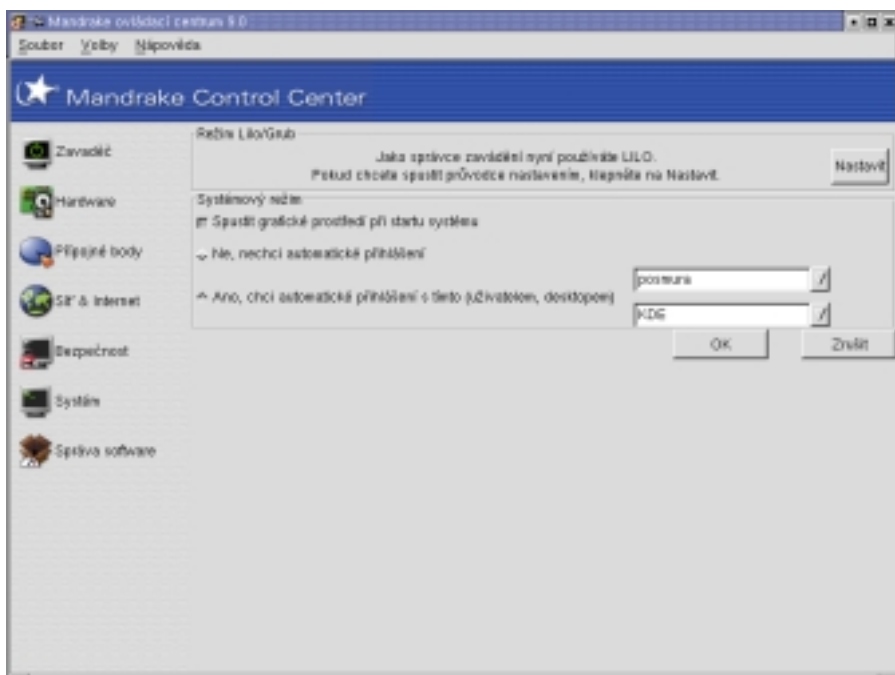 Mandrake ovládací centrum 9.0
Soubor Volby Nápověda
Mandrake Control Center
Zavaděč
Hardware
Přípojné body
Síť & Internet
Bezpečnost
Systém
Správa software
Režim Lilo/Grub
Jako správce zavádění nyní používáte LILO.
Pokud chcete spustit průvodce nastavením, klepněte na Nastavit.
Nastavit
Systémový režim
Spustit grafické prostředí při startu systému
Ne, nechci automatické přihlášení
Ano, chci automatické přihlášení s tímto (uživatelem, desktopem)
posmura
KDE
OK Zrušit